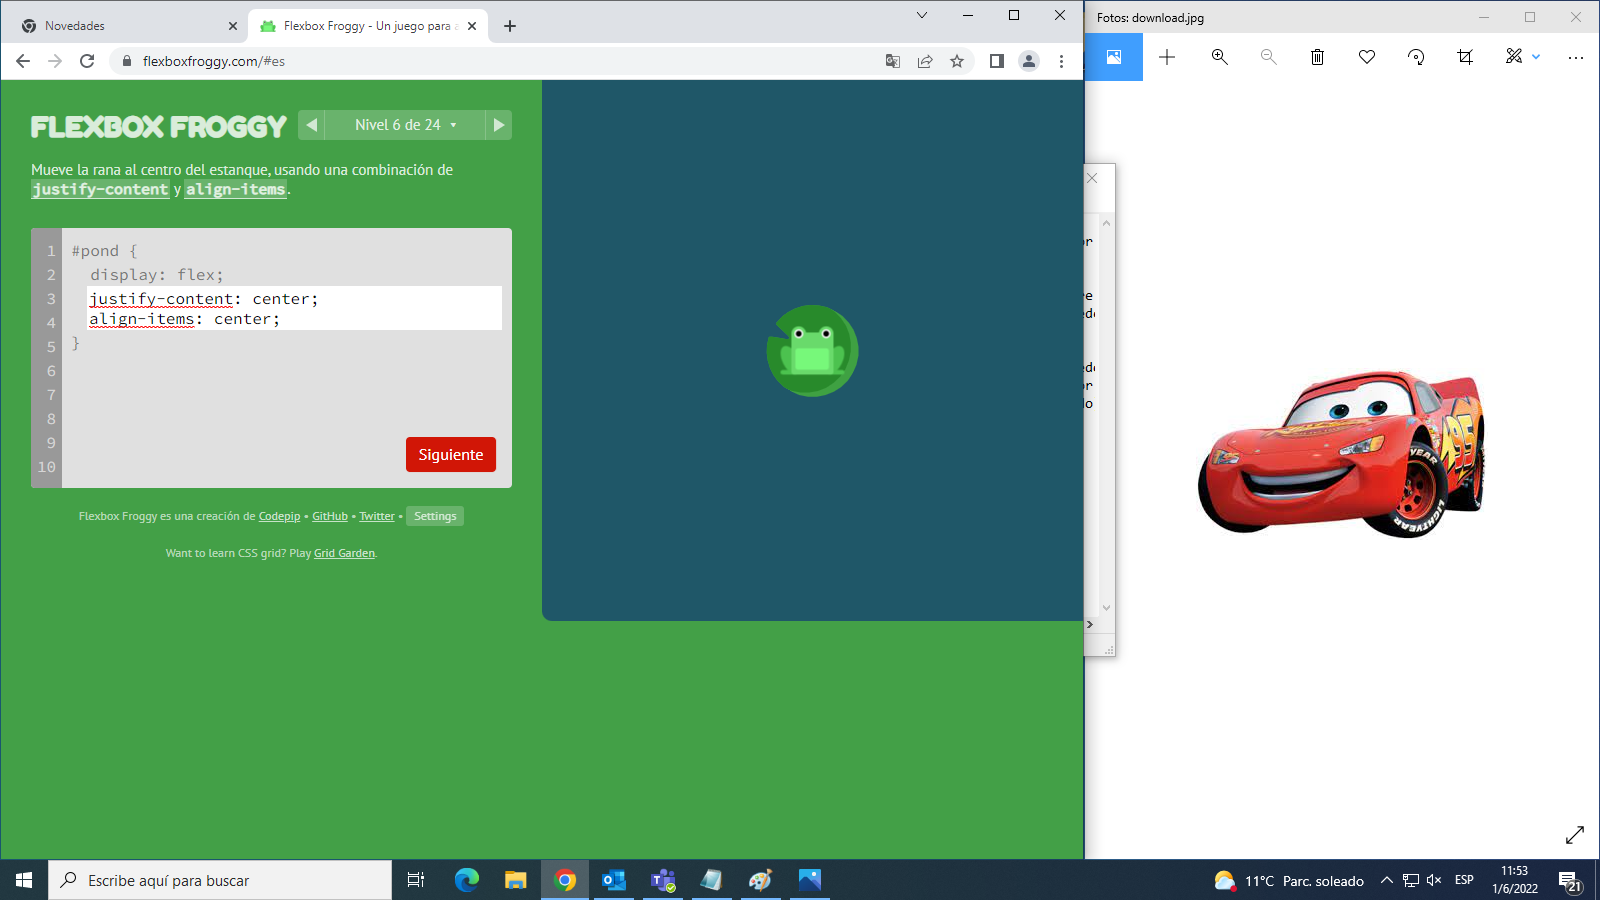 Novedades
Flexbox Froggy - Un juego para
flexboxfroggy.com/#es
Fotos: download.jpg
FLEXBOX FROGGY
Nivel 6 de 24
Mueve la rana al centro del estanque, usando una combinación de
justify-content y align-items.
1 #pond {
2 display: flex;
3 justify-content: center;
4 align-items: center;
5 }
6
7
8
9
10
Siguiente
Flexbox Froggy es una creación de Codepip • GitHub • Twitter • Settings
Want to learn CSS grid? Play Grid Garden.
95
LIGHTYEAR
Escribe aquí para buscar
11°C Parc. soleado
ESP
11:53
1/6/2022
21